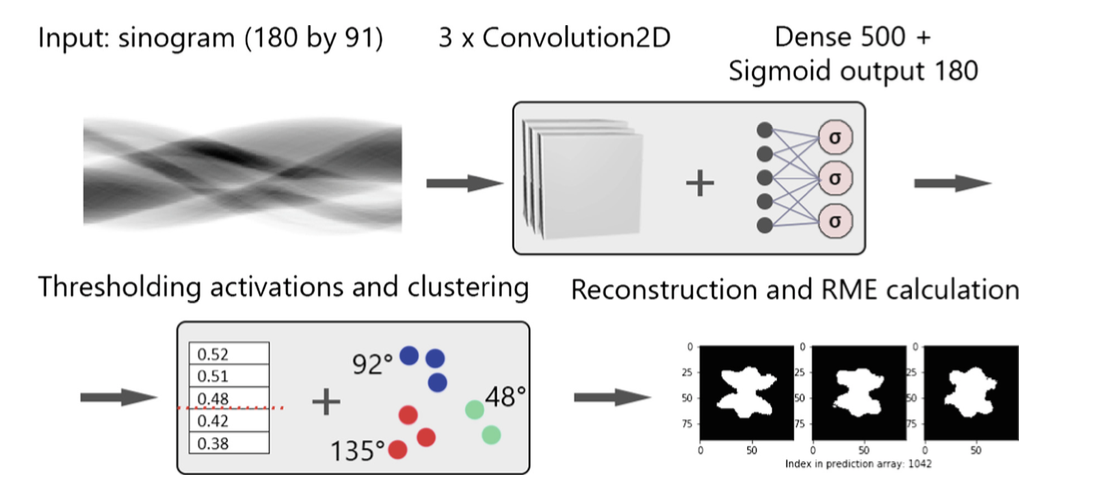 Input: sinogram (180 by 91)
3 x Convolution2D
Dense 500 +
Sigmoid output 180
σ
σ
σ
Thresholding activations and clustering
0.52
0.51
0.48
0.42
0.38
92°
48°
135°
Reconstruction and RME calculation
0
25
50
75
0
50
0
25
50
75
0
50
0
25
50
75
0
50
Index in prediction array: 1042